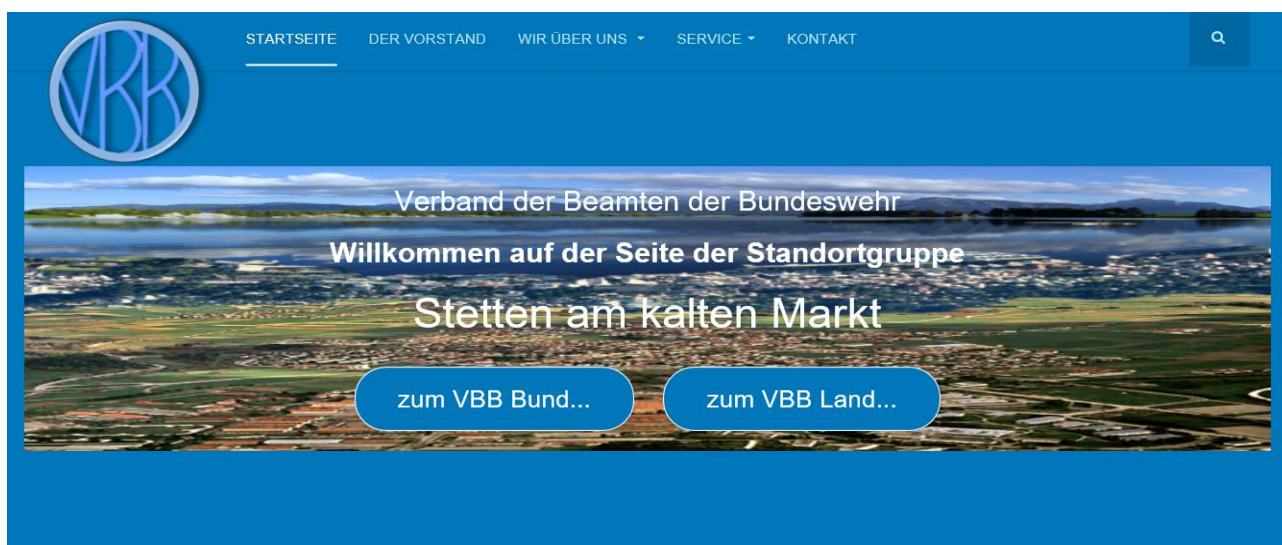 VBB
STARTSEITE DER VORSTAND WIR ÜBER UNS SERVICE KONTAKT
Verband der Beamten der Bundeswehr
Willkommen auf der Seite der Standortgruppe
Stetten am kalten Markt
zum VBB Bund... zum VBB Land...